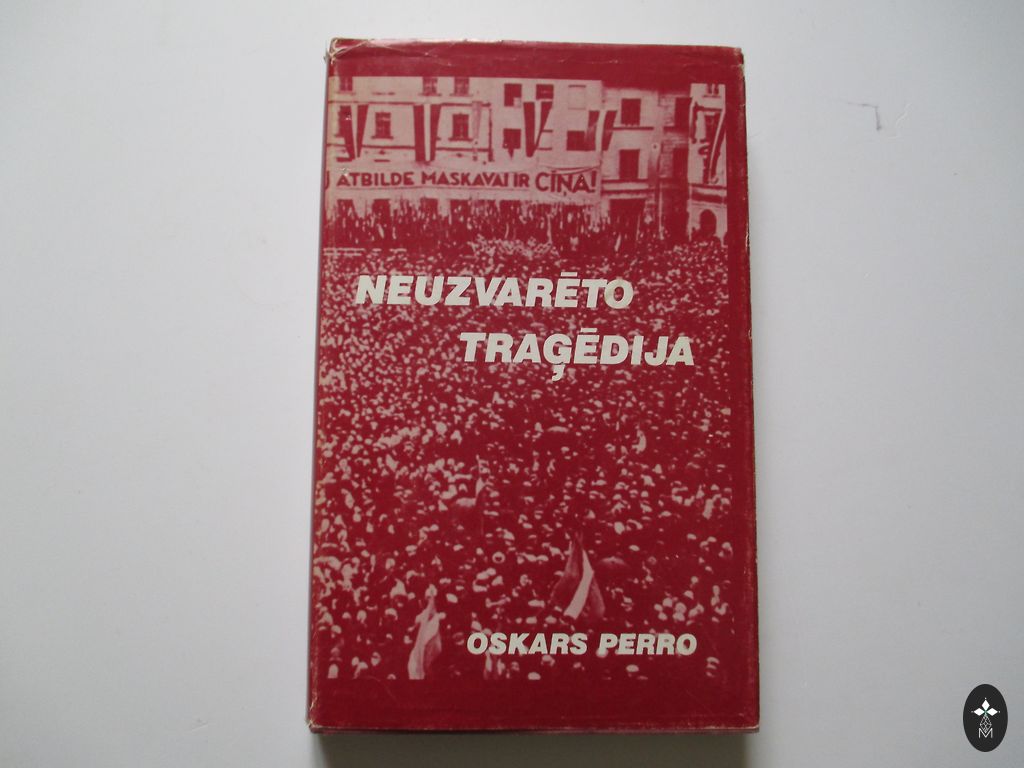 ATBILDE MASKAVAI IR CĪŅA!
NEUZVARĒTO
TRAĢĒDIJA
OSKARS PERRO
M